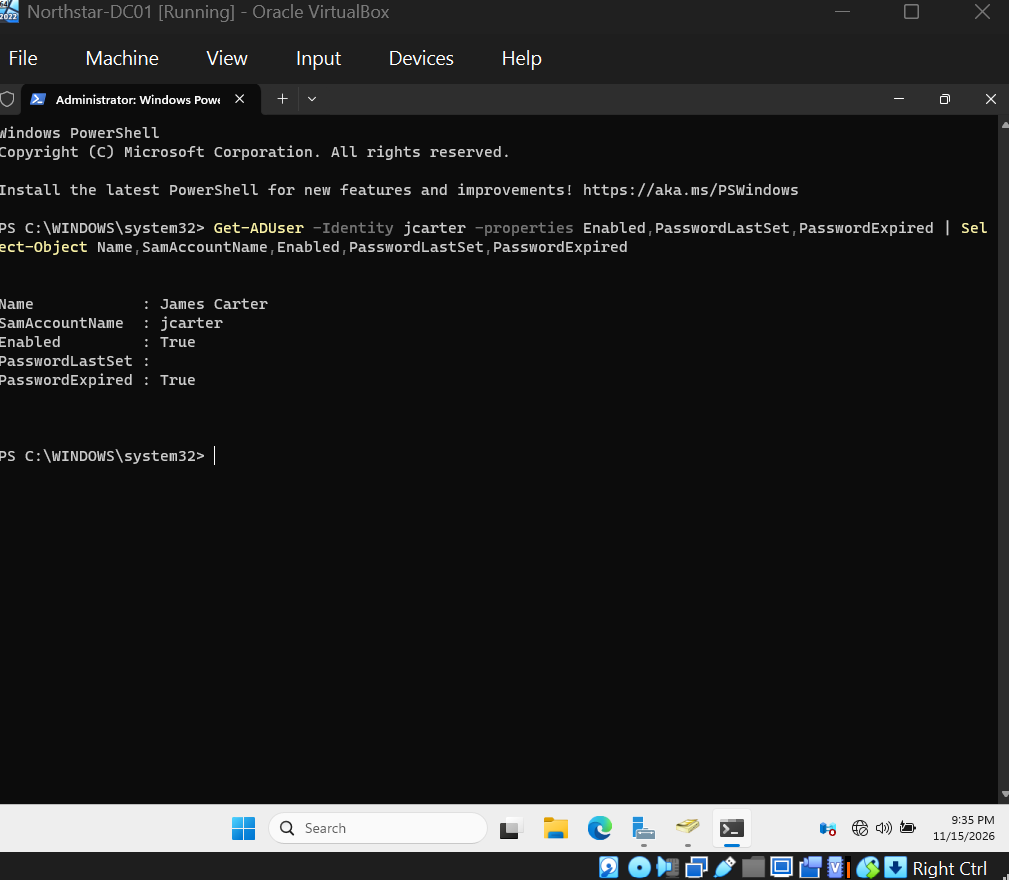 Northstar-DC01 [Running] - Oracle VirtualBox
File Machine View Input Devices Help
Administrator: Windows Powe
Windows PowerShell
Copyright (C) Microsoft Corporation. All rights reserved.
Install the latest PowerShell for new features and improvements! https://aka.ms/PSWindows
PS C:\WINDOWS\system32> Get-ADUser -Identity jcarter -properties Enabled,PasswordLastSet,PasswordExpired | Sel
ect-Object Name,SamAccountName,Enabled,PasswordLastSet,PasswordExpired
Name : James Carter
SamAccountName : jcarter
Enabled : True
PasswordLastSet :
PasswordExpired : True
PS C:\WINDOWS\system32>
Search
9:35 PM
11/15/2026
Right Ctrl